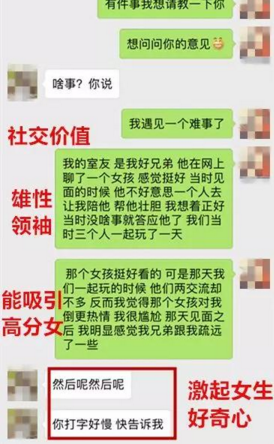 有件事我想请教一下你
想问问你的意见
啥事？你说
我遇见一个难事了
社交价值
我的室友 是我好兄弟 他在网上
聊了一个女孩 感觉挺好 当时见
面的时候 他不好意思一个人去
让我陪他 帮他壮胆 我想着正好
当时没啥事就答应他了 我们当
时三个人一起玩了一天
雄性
领袖
那个女孩挺好看的 可是那天我
们一起玩的时候 他们两交流却
不多 反而我觉得那个女孩对我
倒更热情 我很尴尬 那天见面之
后 我明显感觉我兄弟跟我疏远
了一些
能吸引
高分女
然后呢然后呢
你打字好慢 快告诉我
激起女生
好奇心